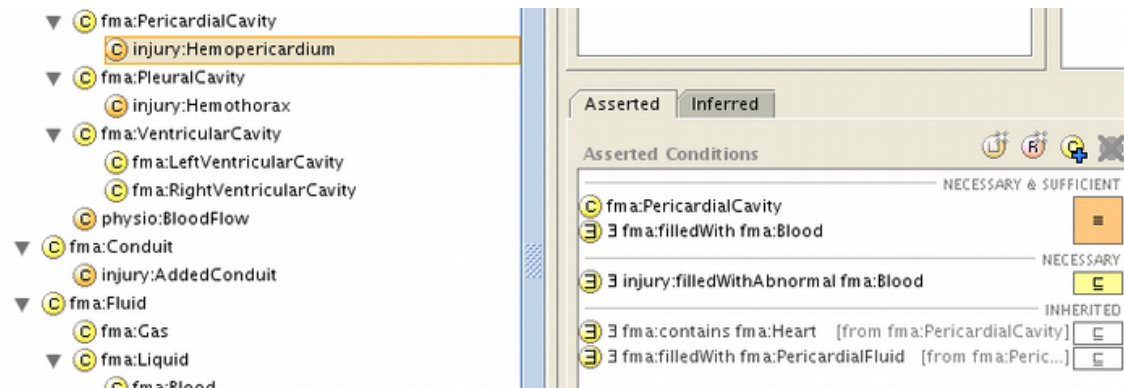 fma:PericardialCavity
injury:Hemopericardium
fma:PleuralCavity
injury:Hemothorax
fma:VentricularCavity
fma:LeftVentricularCavity
fma:RightVentricularCavity
physio:BloodFlow
fma:Conduit
injury:AddedConduit
fma:Fluid
fma:Gas
fma:Liquid
fma:Blood
Asserted Inferred
Asserted Conditions
NECESSARY & SUFFICIENT
fma:PericardialCavity
∃ fma:filledWith fma:Blood
≡
NECESSARY
∃ injury:filledWithAbnormal fma:Blood ⊑
INHERITED
∃ fma:contains fma:Heart [from fma:PericardialCavity] ⊑
∃ fma:filledWith fma:PericardialFluid [from fma:Peric...] ⊑